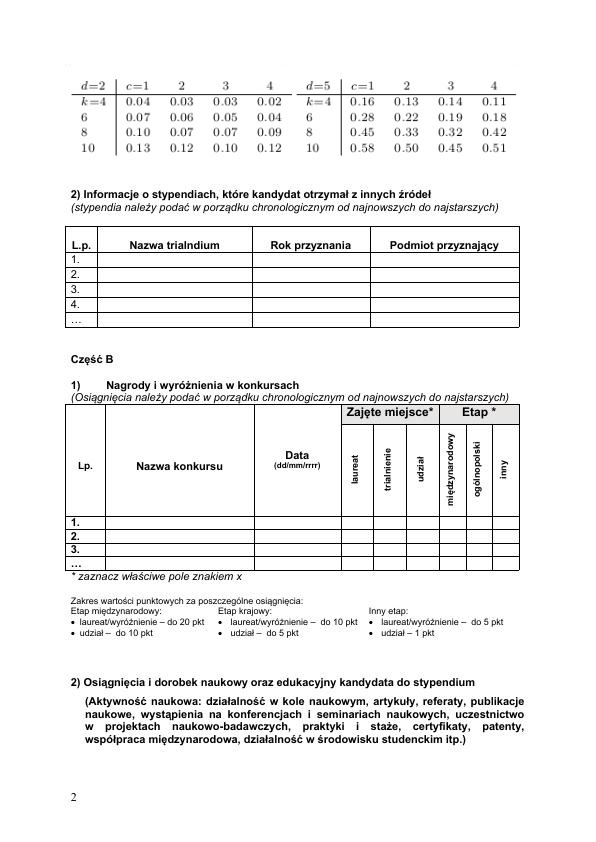 d=2 c=1 2 3 4 d=5 c=1 2 3 4
k=4 0.04 0.03 0.03 0.02 k=4 0.16 0.13 0.14 0.11
6 0.07 0.06 0.05 0.04 6 0.28 0.22 0.19 0.18
8 0.10 0.07 0.07 0.09 8 0.45 0.33 0.32 0.42
10 0.13 0.12 0.10 0.12 10 0.58 0.50 0.45 0.51
2) Informacje o stypendiach, które kandydat otrzymał z innych źródeł
(stypendia należy podać w porządku chronologicznym od najnowszych do najstarszych)
L.p. Nazwa trialndium Rok przyznania Podmiot przyznający
1.
2.
3.
4.
…
Część B
1) Nagrody i wyróżnienia w konkursach
(Osiągnięcia należy podać w porządku chronologicznym od najnowszych do najstarszych)
Zajęte miejsce* Etap *
Lp. Nazwa konkursu Data
(dd/mm/rrrr)
laureat
trialnienie
udział
międzynarodowy
ogólnopolski
inny
1.
2.
3.
…
* zaznacz właściwe pole znakiem x
Zakres wartości punktowych za poszczególne osiągnięcia:
Etap międzynarodowy: Etap krajowy: Inny etap:
• laureat/wyróżnienie – do 20 pkt • laureat/wyróżnienie – do 10 pkt • laureat/wyróżnienie – do 5 pkt
• udział – do 10 pkt • udział – do 5 pkt • udział – 1 pkt
2) Osiągnięcia i dorobek naukowy oraz edukacyjny kandydata do stypendium
(Aktywność naukowa: działalność w kole naukowym, artykuły, referaty, publikacje
naukowe, wystąpienia na konferencjach i seminariach naukowych, uczestnictwo
w projektach naukowo-badawczych, praktyki i staże, certyfikaty, patenty,
współpraca międzynarodowa, działalność w środowisku studenckim itp.)
2